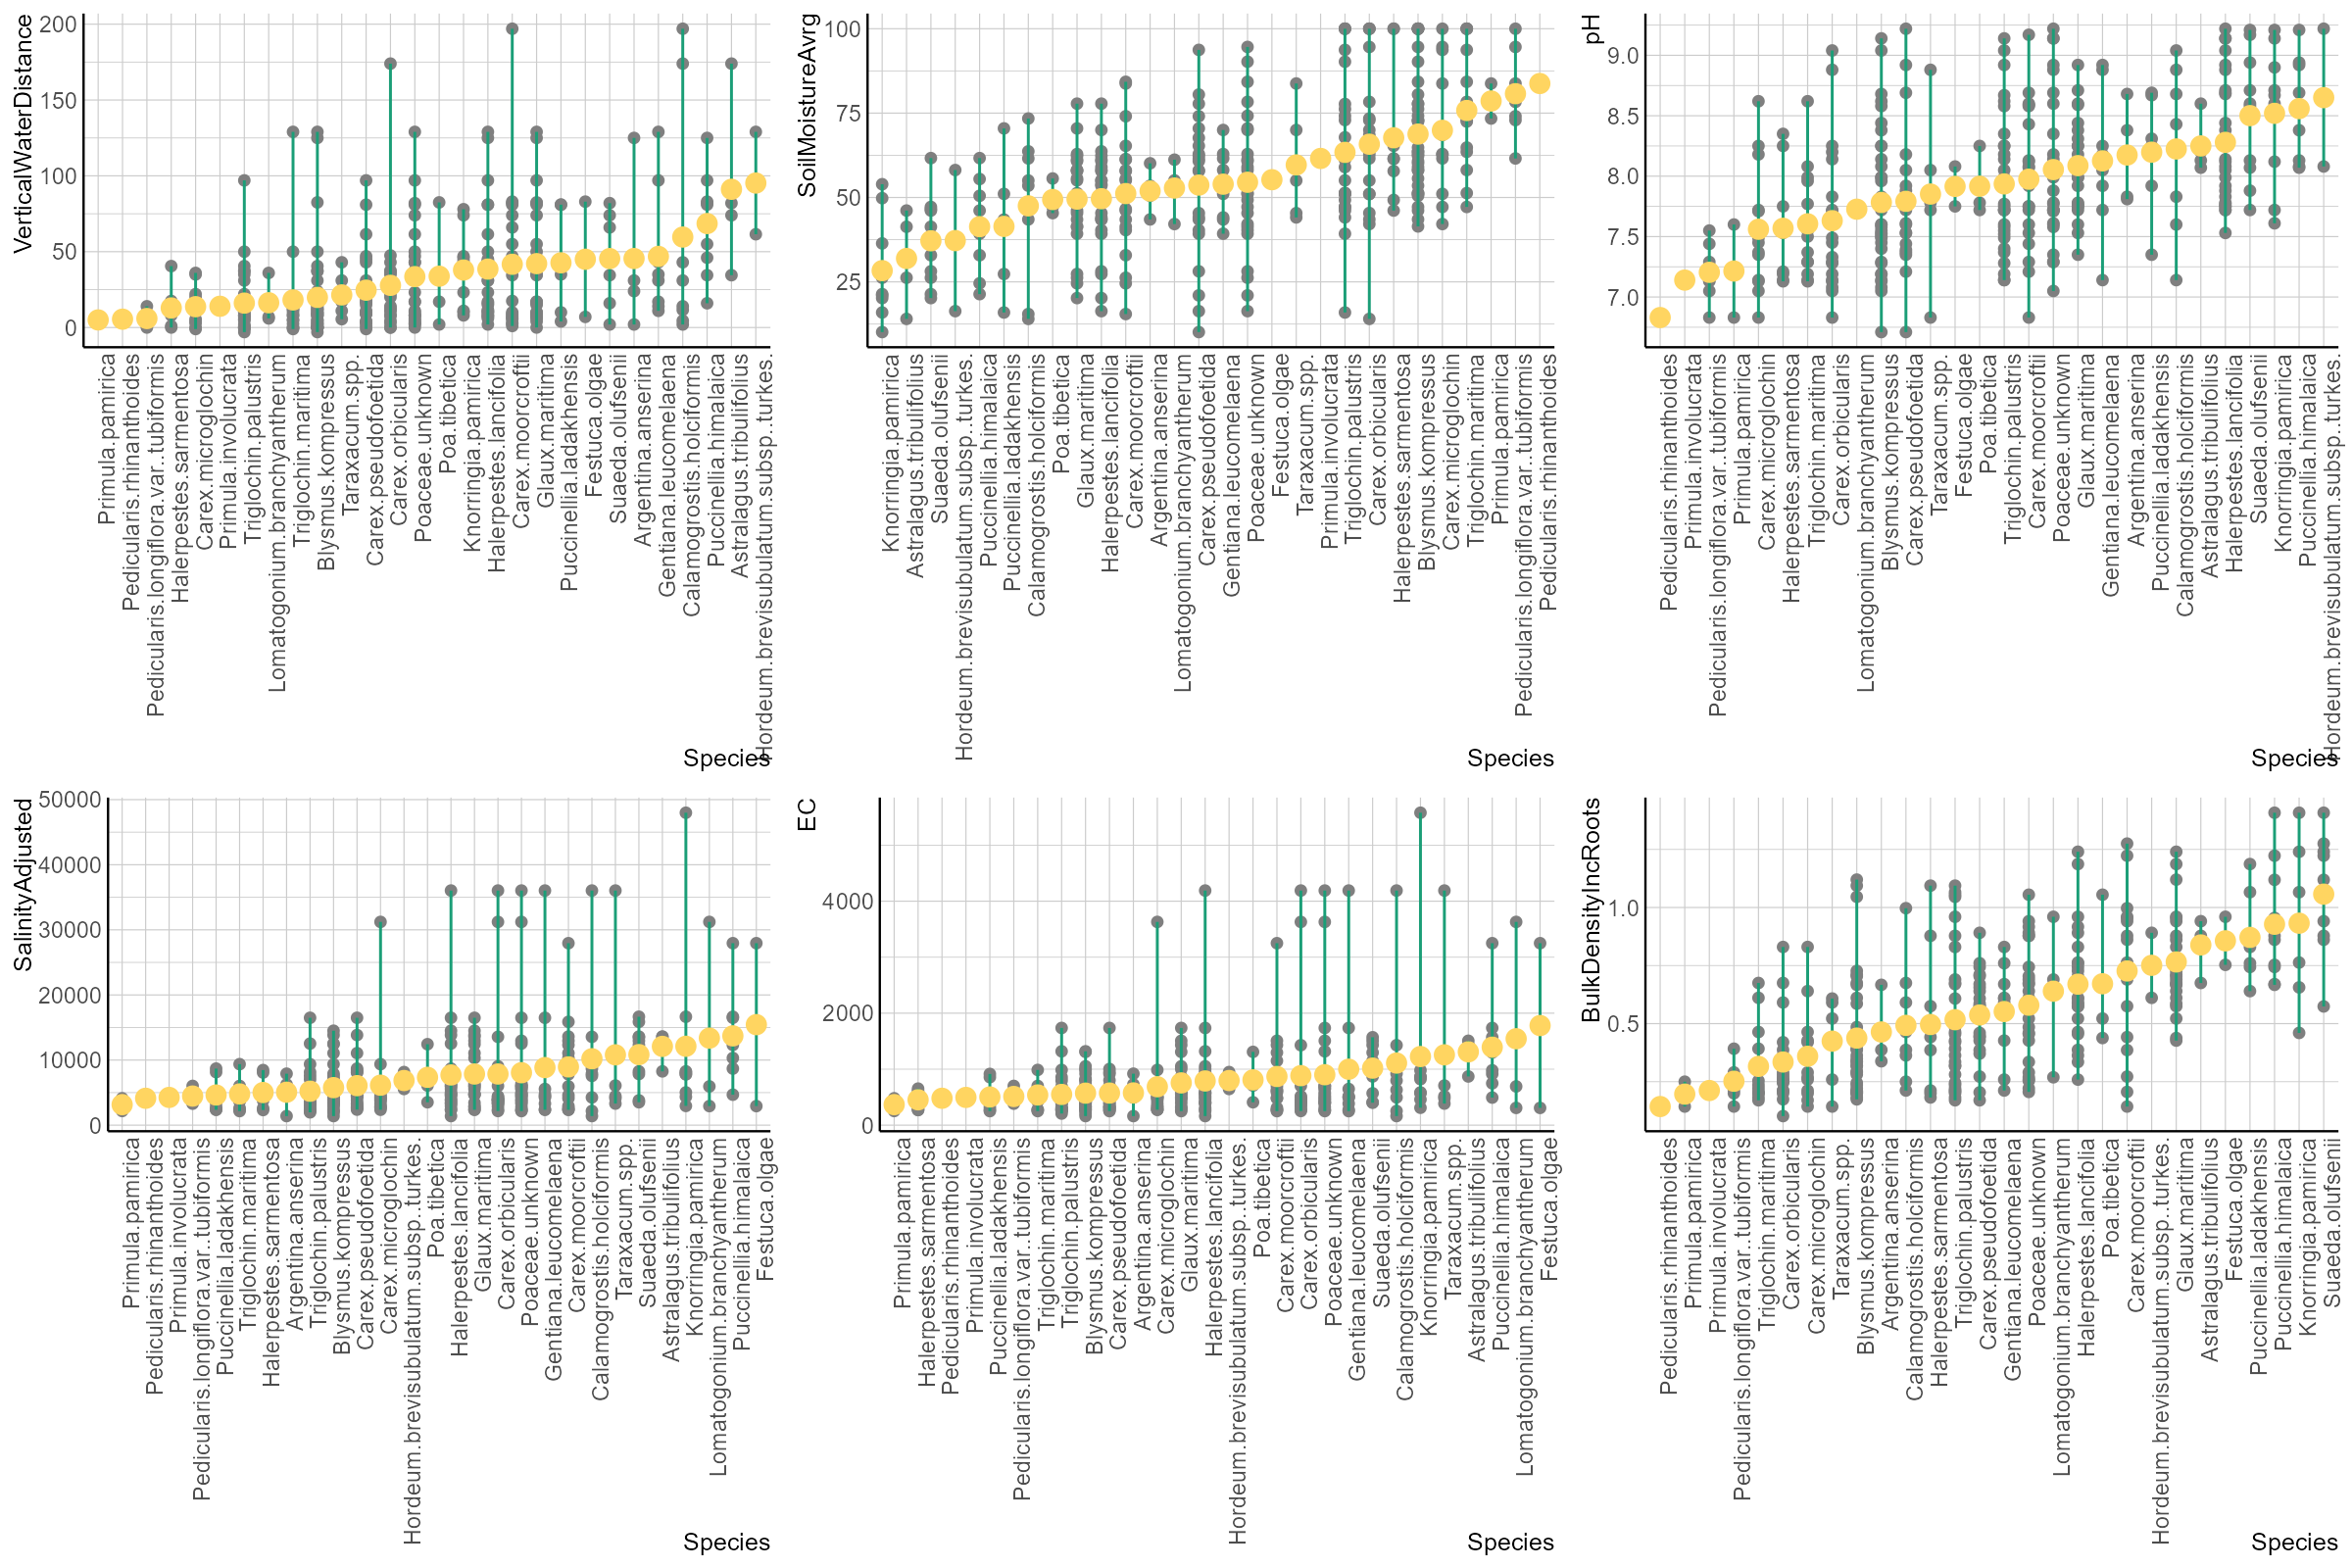 VerticalWaterDistance
200
150
100
50
0
Primula.pamirica
Pedicularis.rhinanthoides
Pedicularis.longiflora.var..tubiformis
Halerpestes.sarmentosa
Carex.microglochin
Primula.involucrata
Triglochin.palustris
Lomatogonium.branchyantherum
Triglochin.maritima
Blysmus.kompressus
Taraxacum.spp.
Carex.pseudofoetida
Carex.orbicularis
Poaceae.unknown
Poa.tibetica
Knorringia.pamirica
Halerpestes.lancifolia
Carex.moorcroftii
Glaux.maritima
Puccinellia.ladakhensis
Festuca.olgae
Suaeda.olufsenii
Argentina.anserina
Gentiana.leucomelaena
Calamogrostis.holciformis
Puccinellia.himalaica
Astralagus.tribulifolius
Hordeum.brevisubulatum.subsp..turkes.
Species
SoilMoistureAvrg
100
75
50
25
Knorringia.pamirica
Astralagus.tribulifolius
Suaeda.olufsenii
Hordeum.brevisubulatum.subsp..turkes.
Puccinellia.himalaica
Puccinellia.ladakhensis
Calamogrostis.holciformis
Poa.tibetica
Glaux.maritima
Halerpestes.lancifolia
Carex.moorcroftii
Argentina.anserina
Lomatogonium.branchyantherum
Carex.pseudofoetida
Gentiana.leucomelaena
Poaceae.unknown
Festuca.olgae
Taraxacum.spp.
Primula.involucrata
Triglochin.palustris
Carex.orbicularis
Halerpestes.sarmentosa
Blysmus.kompressus
Carex.microglochin
Triglochin.maritima
Primula.pamirica
Pedicularis.longiflora.var..tubiformis
Pedicularis.rhinanthoides
Species
pH
9.0
8.5
8.0
7.5
7.0
Pedicularis.rhinanthoides
Primula.involucrata
Pedicularis.longiflora.var..tubiformis
Primula.pamirica
Carex.microglochin
Halerpestes.sarmentosa
Triglochin.maritima
Carex.orbicularis
Lomatogonium.branchyantherum
Blysmus.kompressus
Carex.pseudofoetida
Taraxacum.spp.
Festuca.olgae
Poa.tibetica
Triglochin.palustris
Carex.moorcroftii
Poaceae.unknown
Glaux.maritima
Gentiana.leucomelaena
Argentina.anserina
Puccinellia.ladakhensis
Calamogrostis.holciformis
Astralagus.tribulifolius
Halerpestes.lancifolia
Suaeda.olufsenii
Knorringia.pamirica
Puccinellia.himalaica
Hordeum.brevisubulatum.subsp..turkes.
Species
SalinityAdjusted
50000
40000
30000
20000
10000
0
Primula.pamirica
Pedicularis.rhinanthoides
Primula.involucrata
Pedicularis.longiflora.var..tubiformis
Puccinellia.ladakhensis
Triglochin.maritima
Halerpestes.sarmentosa
Argentina.anserina
Triglochin.palustris
Blysmus.kompressus
Carex.pseudofoetida
Carex.microglochin
Hordeum.brevisubulatum.subsp..turkes.
Poa.tibetica
Halerpestes.lancifolia
Glaux.maritima
Carex.orbicularis
Poaceae.unknown
Gentiana.leucomelaena
Carex.moorcroftii
Calamogrostis.holciformis
Taraxacum.spp.
Suaeda.olufsenii
Astralagus.tribulifolius
Knorringia.pamirica
Lomatogonium.branchyantherum
Puccinellia.himalaica
Festuca.olgae
Species
EC
4000
2000
0
Primula.pamirica
Halerpestes.sarmentosa
Pedicularis.rhinanthoides
Primula.involucrata
Puccinellia.ladakhensis
Pedicularis.longiflora.var..tubiformis
Triglochin.maritima
Triglochin.palustris
Blysmus.kompressus
Carex.pseudofoetida
Argentina.anserina
Carex.microglochin
Glaux.maritima
Halerpestes.lancifolia
Hordeum.brevisubulatum.subsp..turkes.
Poa.tibetica
Carex.moorcroftii
Carex.orbicularis
Poaceae.unknown
Gentiana.leucomelaena
Suaeda.olufsenii
Calamogrostis.holciformis
Knorringia.pamirica
Taraxacum.spp.
Astralagus.tribulifolius
Puccinellia.himalaica
Lomatogonium.branchyantherum
Festuca.olgae
Species
BulkDensityIncRoots
1.0
0.5
Pedicularis.rhinanthoides
Primula.pamirica
Primula.involucrata
Pedicularis.longiflora.var..tubiformis
Triglochin.maritima
Carex.orbicularis
Carex.microglochin
Taraxacum.spp.
Blysmus.kompressus
Argentina.anserina
Calamogrostis.holciformis
Halerpestes.sarmentosa
Triglochin.palustris
Carex.pseudofoetida
Gentiana.leucomelaena
Poaceae.unknown
Lomatogonium.branchyantherum
Halerpestes.lancifolia
Poa.tibetica
Carex.moorcroftii
Hordeum.brevisubulatum.subsp..turkes.
Glaux.maritima
Astralagus.tribulifolius
Festuca.olgae
Puccinellia.ladakhensis
Puccinellia.himalaica
Knorringia.pamirica
Suaeda.olufsenii
Species